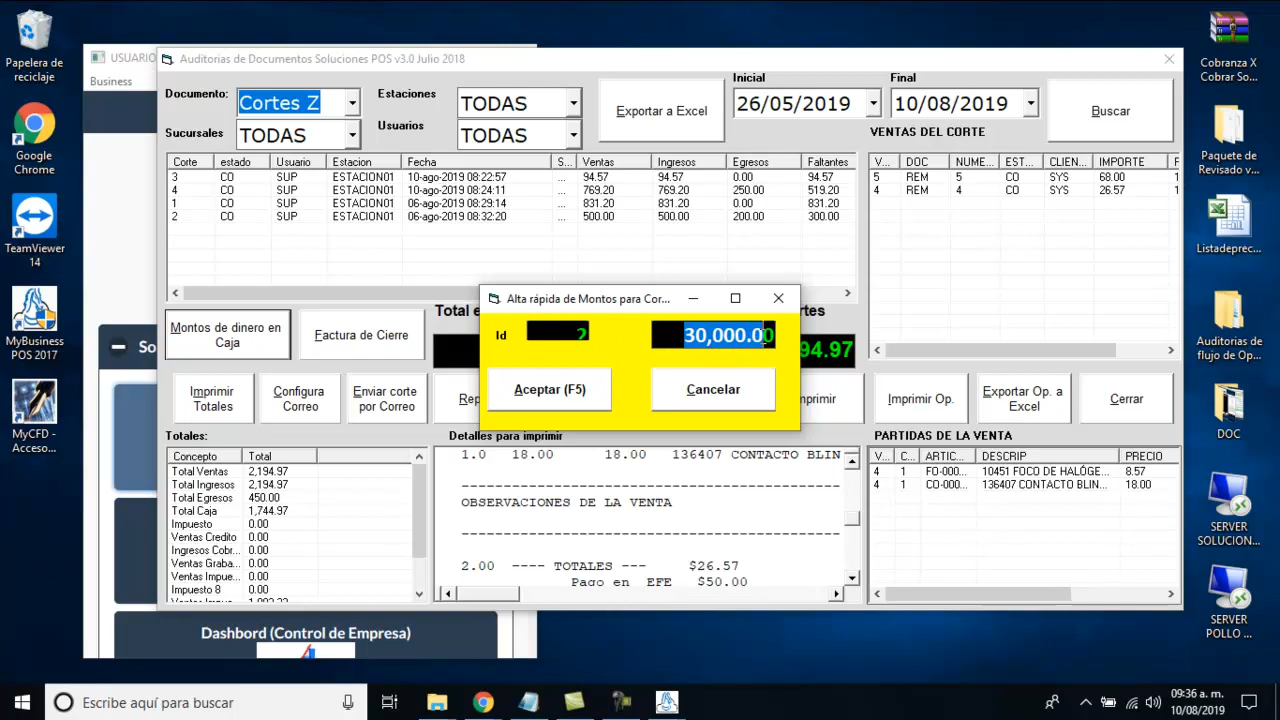 Papelera de
reciclaje
Google
Chrome
TeamViewer
14
MyBusiness
POS 2017
MyCFD -
Acceso...
USUARIO
Business
So
Dashbord (Control de Empresa)
Auditorias de Documentos Soluciones POS v3.0 Julio 2018
Documento:
Cortes Z
Estaciones
TODAS
Sucursales
TODAS
Usuarios
TODAS
Exportar a Excel
Inicial
26/05/2019
Final
10/08/2019
Buscar
VENTAS DEL CORTE
Corte estado Usuario Estacion Fecha S... Ventas Ingresos Egresos Faltantes
3 CO SUP ESTACION01 10-ago-2019 08:22:57 ... 94.57 94.57 0.00 94.57
4 CO SUP ESTACION01 10-ago-2019 08:24:11 ... 769.20 769.20 250.00 519.20
1 CO SUP ESTACION01 06-ago-2019 08:29:14 ... 831.20 831.20 0.00 831.20
2 CO SUP ESTACION01 06-ago-2019 08:32:20 ... 500.00 500.00 200.00 300.00
V... DOC NUME... EST... CLIEN... IMPORTE F
5 REM 5 CO SYS 68.00 1
4 REM 4 CO SYS 26.57 1
Montos de dinero en
Caja
Factura de Cierre
Total e
rtes
94.97
Alta rápida de Montos para Cor...
Id
2
30,000.00
Aceptar (F5)
Cancelar
Imprimir
Totales
Configura
Correo
Enviar corte
por Correo
Rep
primir
Imprimir Op.
Exportar Op. a
Excel
Cerrar
Totales:
Concepto Total
Total Ventas 2,194.97
Total Ingresos 2,194.97
Total Egresos 450.00
Total Caja 1,744.97
Impuesto 0.00
Ventas Credito 0.00
Ingresos Cobr... 0.00
Ventas Graba... 0.00
Ventas Impue... 0.00
Impuesto 8 0.00
Detalles para imprimir
1.0 18.00 18.00 136407 CONTACTO BLIN
----------------------------------------
OBSERVACIONES DE LA VENTA
----------------------------------------
2.00 ---- TOTALES --- $26.57
Pago en EFE $50.00
PARTIDAS DE LA VENTA
V... C... ARTIC... DESCRIP PRECIO
4 1 FO-000... 10451 FOCO DE HALÓGE... 8.57
4 1 CO-000... 136407 CONTACTO BLIN... 18.00
Cobranza X
Cobrar So...
Paquete de
Revisado v...
Listadeprec...
Auditorias de
flujo de Op...
DOC
SERVER
SOLUCION...
SERVER
POLLO ...
Escribe aquí para buscar
09:36 a. m.
10/08/2019